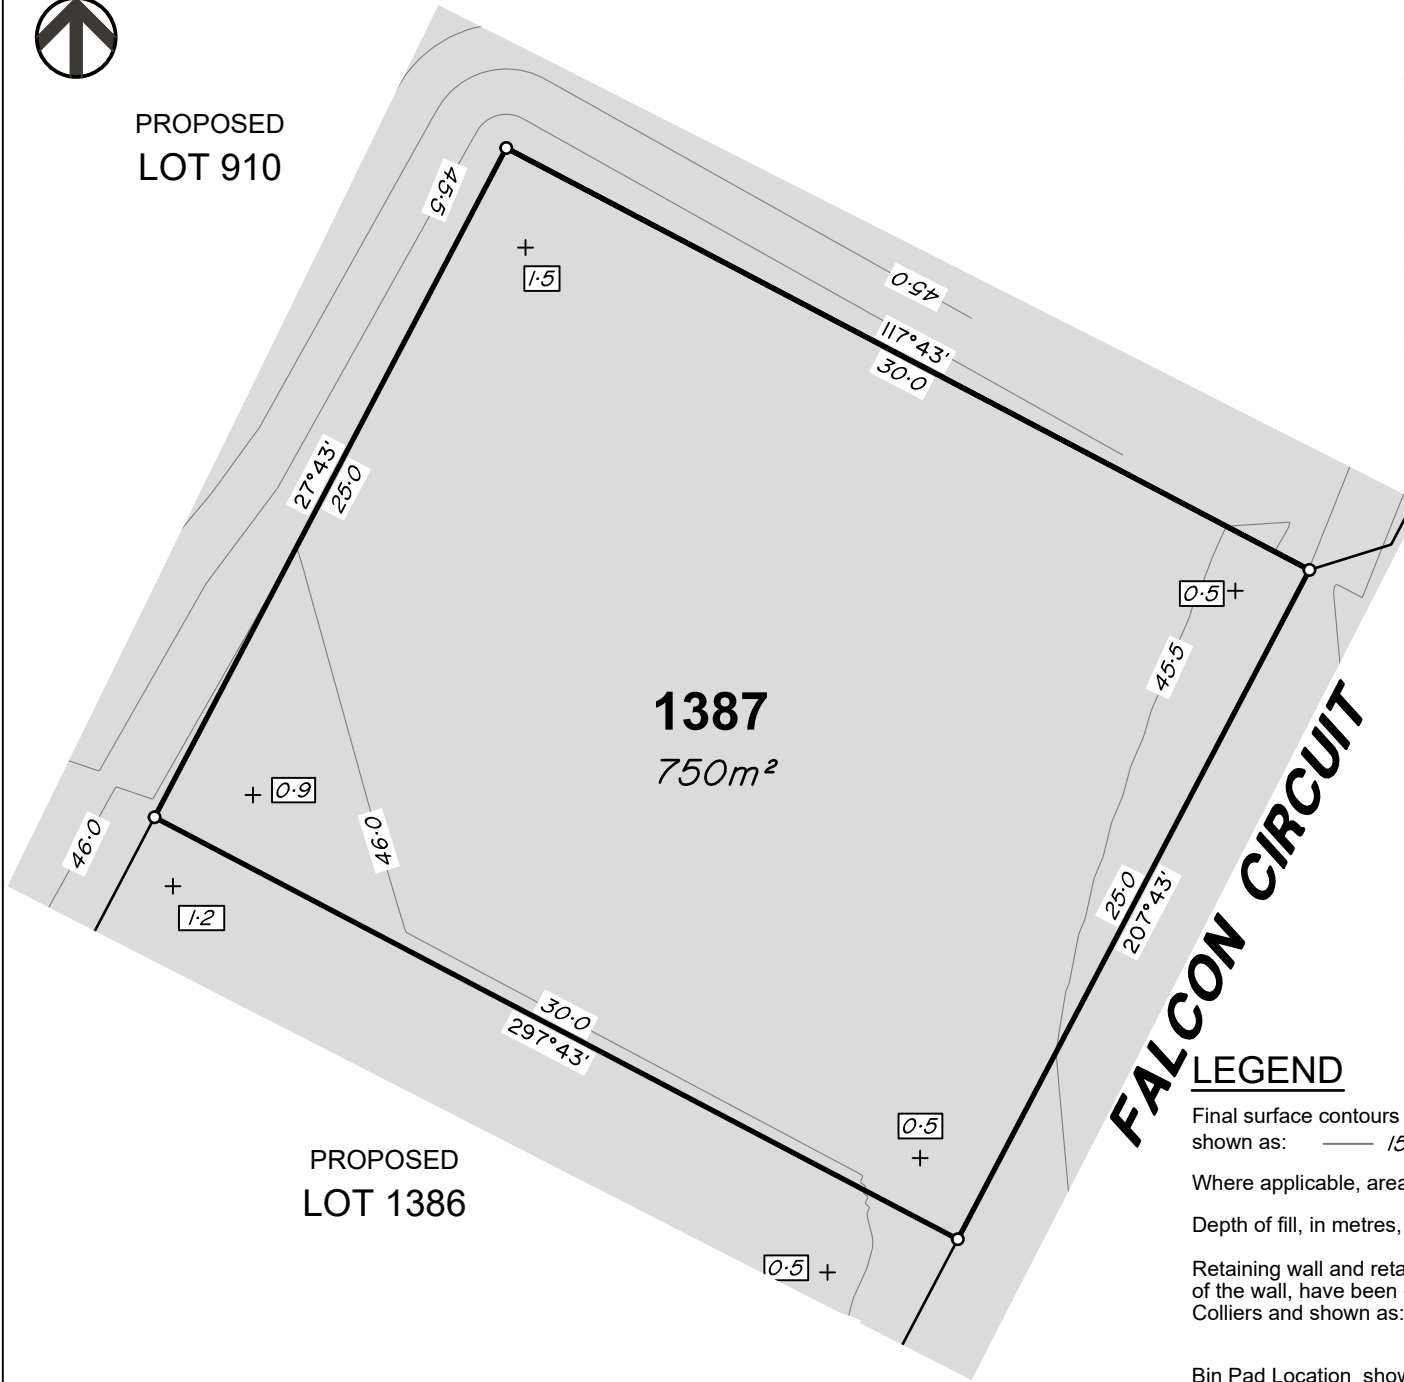 PROPOSED
LOT 910
45·5
1·5
45·0
117°43'
30·0
27°43'
25·0
0·5
45·5
1387
750m²
0·9
46·0
46·0
1·2
25·0
207°43'
FALCON CIRCUIT
30·0
297°43'
0·5
PROPOSED
LOT 1386
0·5
LEGEND
Final surface contours
shown as:
Where applicable,
Depth of fill, in metres,
Retaining wall and
of the wall, have been
Colliers and shown as:
Bin Pad Location